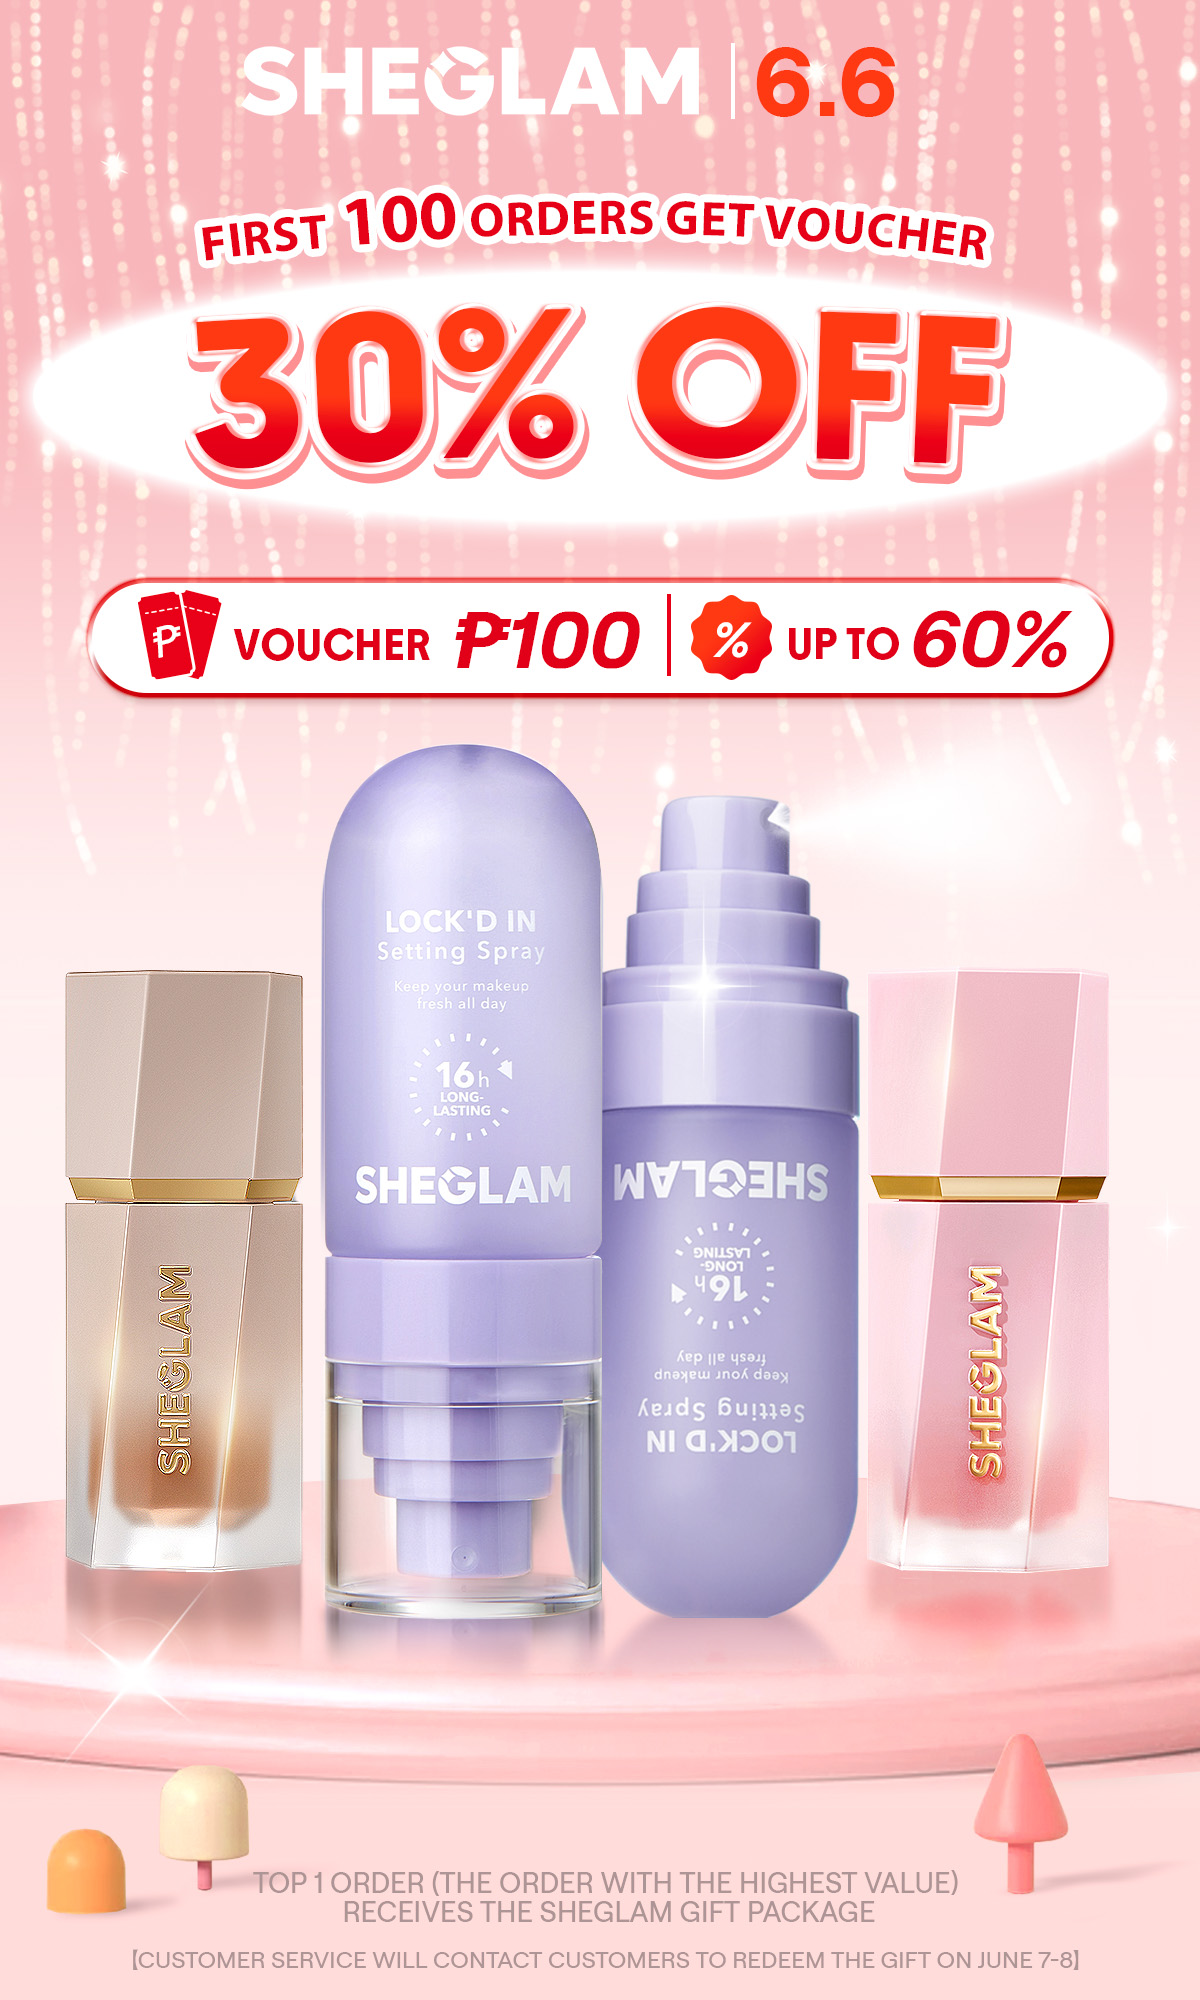 SHEGLAM | 6.6
FIRST 100 ORDERS GET VOUCHER
30% OFF
₱ VOUCHER ₱100 | % UP TO 60%
LOCK'D IN
Setting Spray
Keep your makeup
fresh all day
16h
LONG-
LASTING
SHEGLAM
SHEGLAM
16h
LONG-
LASTING
Keep your makeup
fresh all day
LOCK'D IN
Setting Spray
SHEGLAM
SHEGLAM
TOP 1 ORDER (THE ORDER WITH THE HIGHEST VALUE)
RECEIVES THE SHEGLAM GIFT PACKAGE
【CUSTOMER SERVICE WILL CONTACT CUSTOMERS TO REDEEM THE GIFT ON JUNE 7-8】